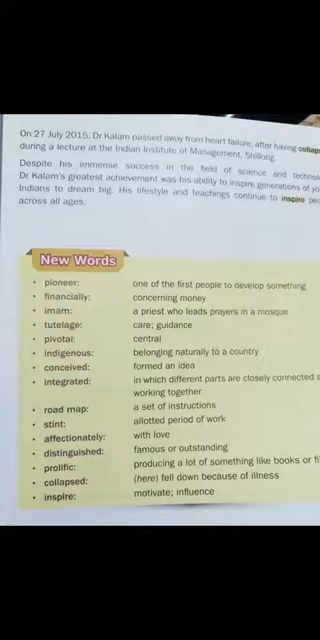 On 27 July 2015, Dr Kalam passed away from heart failure, after having collaps
during a lecture at the Indian Institute of Management, Shillong.
Despite his immense success in the field of science and technol
Dr Kalam's greatest achievement was his ability to inspire generations of yo
Indians to dream big. His lifestyle and teachings continue to inspire peo
across all ages.
New Words
• pioneer: one of the first people to develop something
• financially: concerning money
• imam: a priest who leads prayers in a mosque
• tutelage: care; guidance
• pivotal: central
• indigenous: belonging naturally to a country
• conceived: formed an idea
• integrated: in which different parts are closely connected a
working together
• road map: a set of instructions
• stint: allotted period of work
• affectionately: with love
• distinguished: famous or outstanding
• prolific: producing a lot of something like books or fi
• collapsed: (here) fell down because of illness
• inspire: motivate; influence